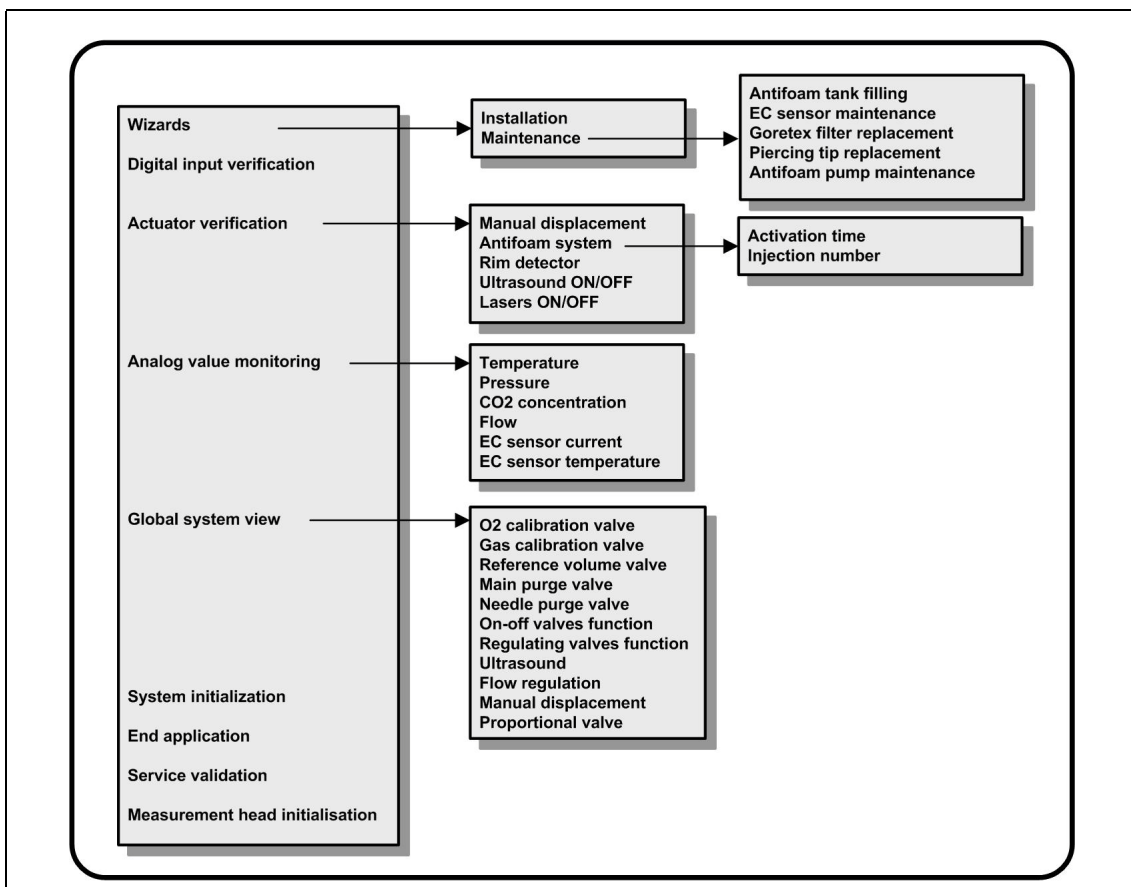 Wizards
Digital input verification
Actuator verification
Analog value monitoring
Global system view
System initialization
End application
Service validation
Measurement head initialisation
Installation
Maintenance
Antifoam tank filling
EC sensor maintenance
Goretex filter replacement
Piercing tip replacement
Antifoam pump maintenance
Manual displacement
Antifoam system
Rim detector
Ultrasound ON/OFF
Lasers ON/OFF
Activation time
Injection number
Temperature
Pressure
CO2 concentration
Flow
EC sensor current
EC sensor temperature
O2 calibration valve
Gas calibration valve
Reference volume valve
Main purge valve
Needle purge valve
On-off valves function
Regulating valves function
Ultrasound
Flow regulation
Manual displacement
Proportional valve